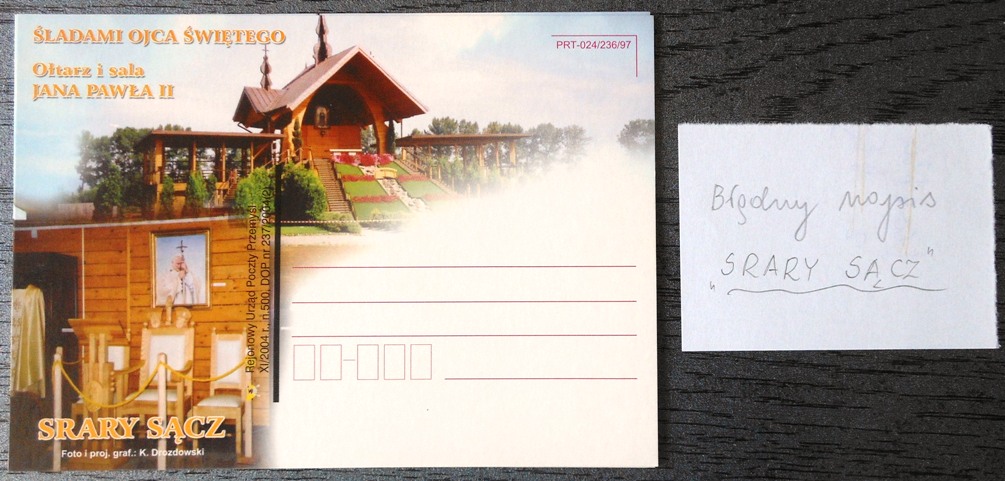 ŚLADAMI OJCA ŚWIĘTEGO
Ołtarz i sala
JANA PAWŁA II
PRT-024/236/97
Rejonowy Urząd Poczty Przemyśl
XI/2004 r., n.500, DOP nr 237/2004(2)
SRARY SĄCZ
Foto i proj. graf.: K. Drozdowski
Błędny napis
"SRARY SĄCZ"